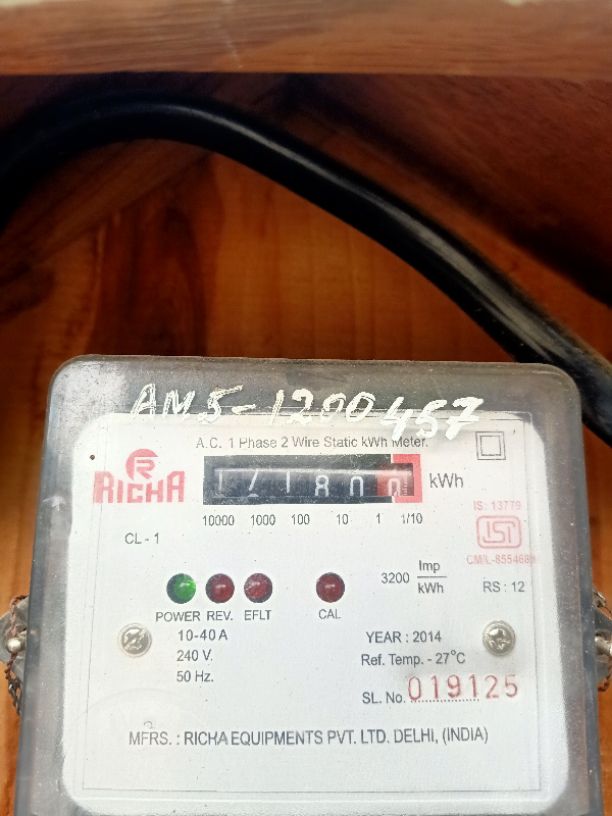 AMS-1200457
A.C. 1 Phase 2 Wire Static kWh Meter.
R
RICHA
800 kWh
10000 1000 100 10 1 1/10
CL - 1
IS: 13779
ISI
3200 Imp/kWh
RS : 12
POWER REV. EFLT CAL
10-40 A
240 V.
50 Hz.
YEAR : 2014
Ref. Temp. - 27°C
SL. No. 019125
MFRS. : RICHA EQUIPMENTS PVT. LTD. DELHI, (INDIA)